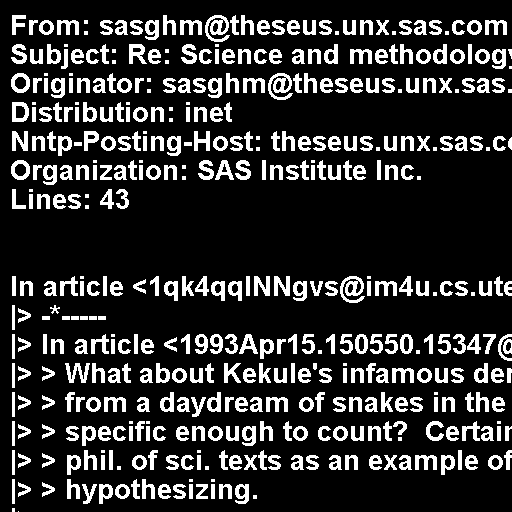 From: sasghm@theseus.unx.sas.com
Subject: Re: Science and methodology
Originator: sasghm@theseus.unx.sas.
Distribution: inet
Nntp-Posting-Host: theseus.unx.sas.co
Organization: SAS Institute Inc.
Lines: 43
In article <1qk4qqINNgvs@im4u.cs.ute
|> -*-----
|> In article <1993Apr15.150550.15347@
|> > What about Kekule's infamous der
|> > from a daydream of snakes in the
|> > specific enough to count?  Certain
|> > phil. of sci. texts as an example of
|> > hypothesizing.